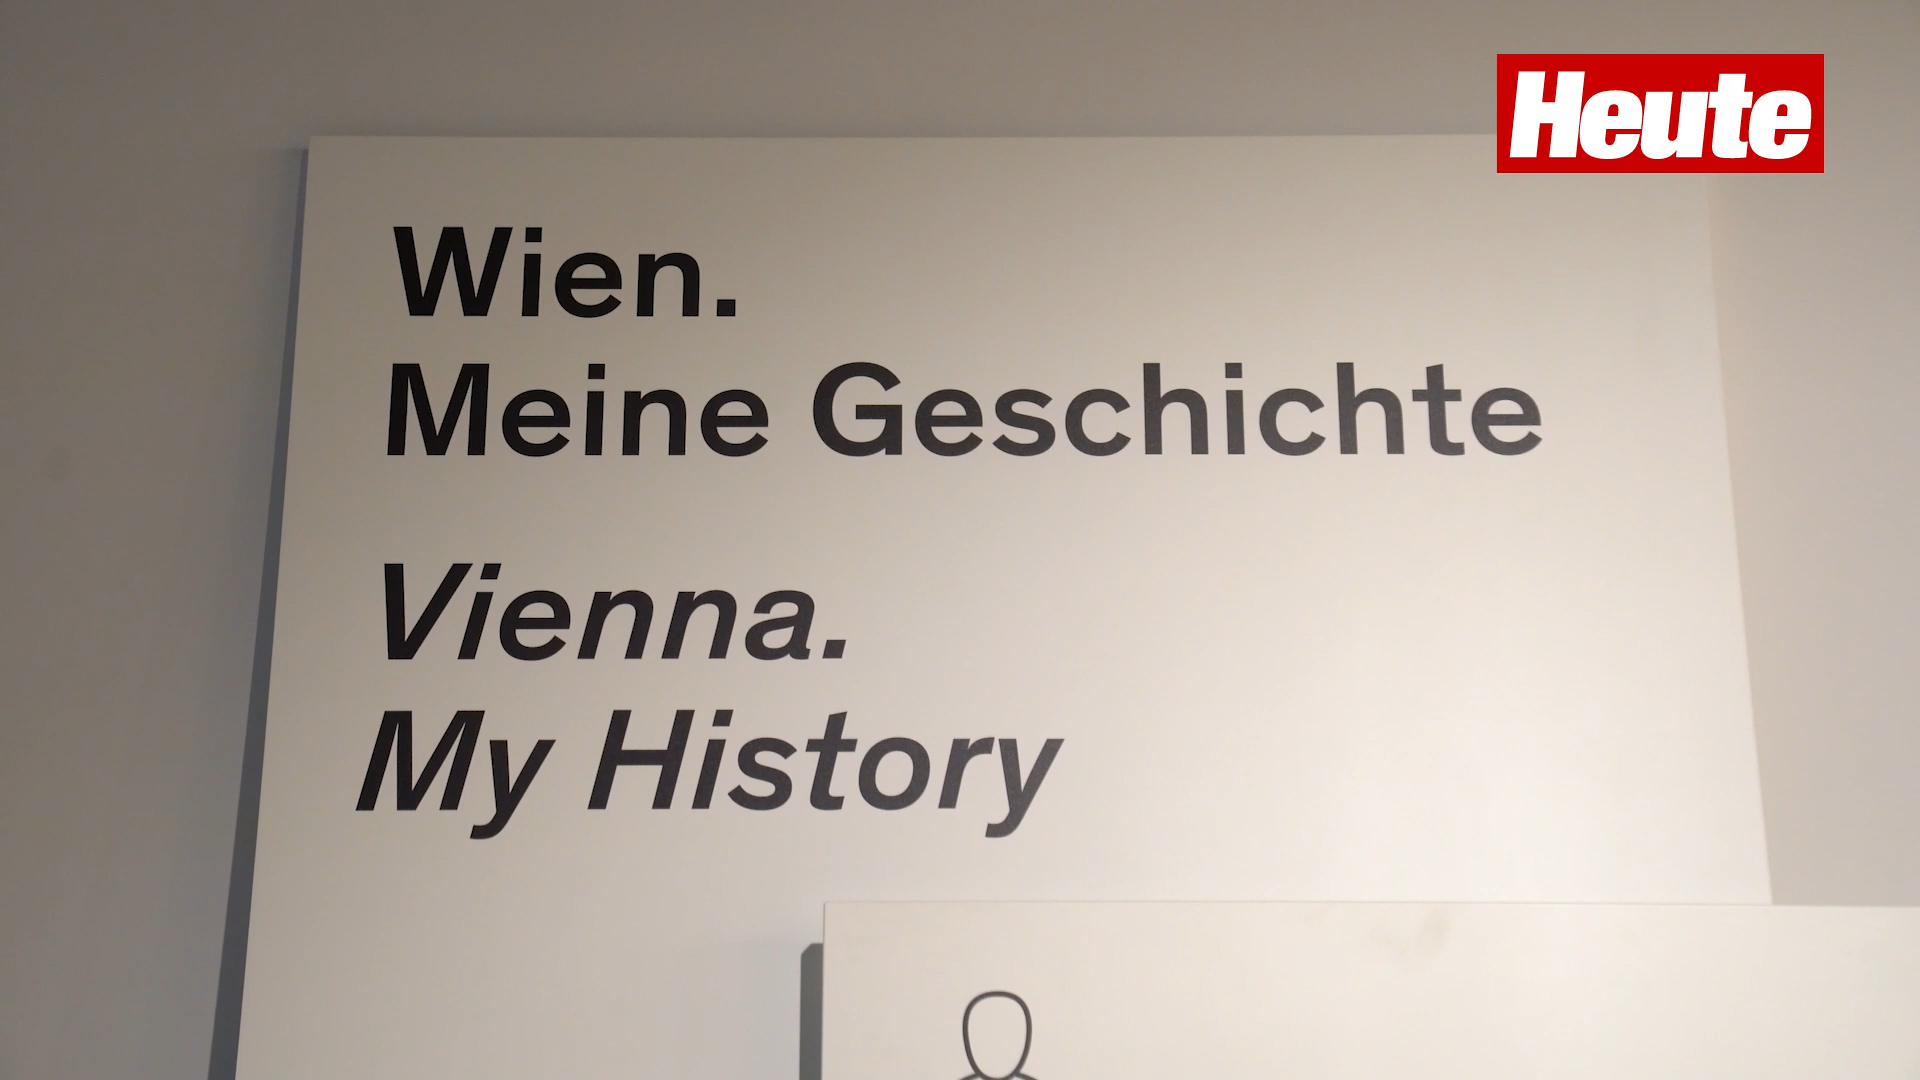 Heute
Wien.
Meine Geschichte
Vienna.
My History